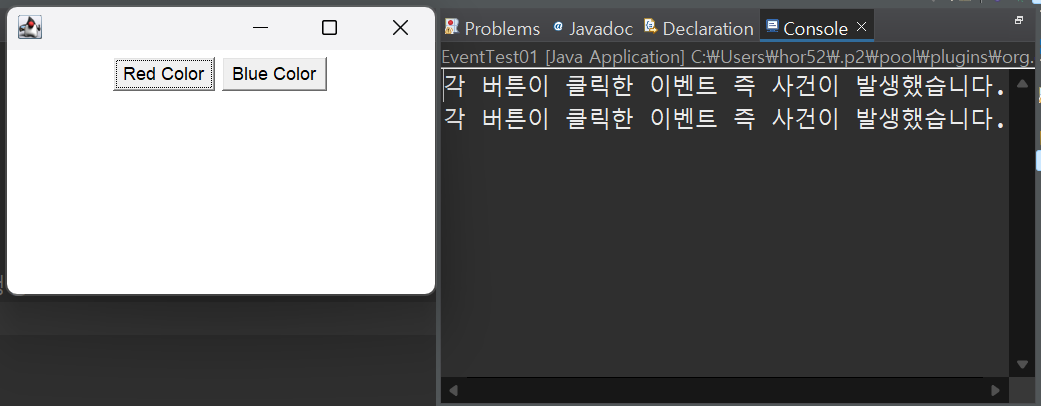 Red Color
Blue Color
Problems
Javadoc
Declaration
Console
EventTest01 [Java Application] C:₩Users₩hor52₩.p2₩pool₩plugins₩org.
각 버튼이 클릭한 이벤트 즉 사건이 발생했습니다.
각 버튼이 클릭한 이벤트 즉 사건이 발생했습니다.